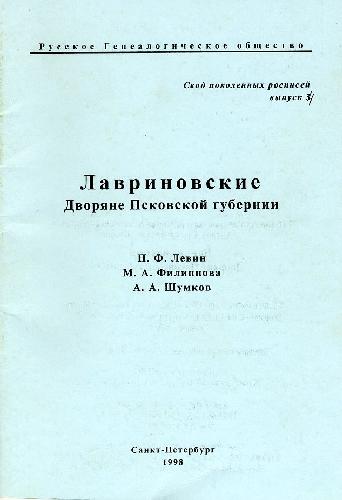 Русское Генеалогическое общество
Свод поколенных росписей
выпуск
Лавриновские
Дворяне Псковской губернии
Н. Ф. Левин
М. А. Филиппова
А. А. Шумков
Санкт-Петербург
1998